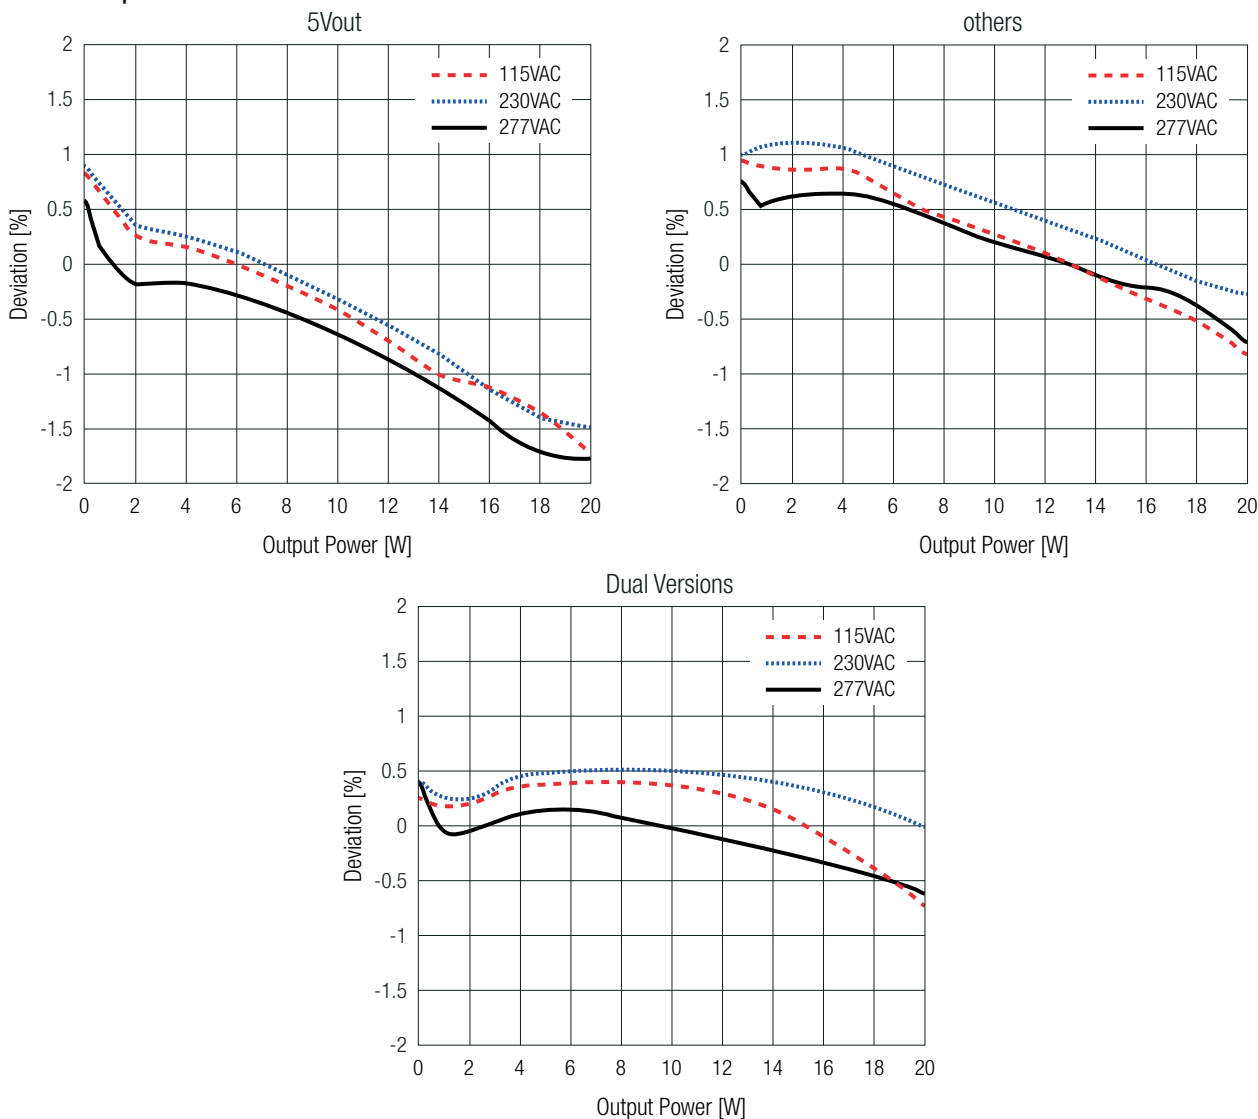 5Vout
2
1.5
1
0.5
0
-0.5
-1
-1.5
-2
Deviation [%]
115VAC
230VAC
277VAC
0 2 4 6 8 10 12 14 16 18 20
Output Power [W]
others
2
1.5
1
0.5
0
-0.5
-1
-1.5
-2
Deviation [%]
115VAC
230VAC
277VAC
0 2 4 6 8 10 12 14 16 18 20
Output Power [W]
Dual Versions
2
1.5
1
0.5
0
-0.5
-1
-1.5
-2
Deviation [%]
115VAC
230VAC
277VAC
0 2 4 6 8 10 12 14 16 18 20
Output Power [W]